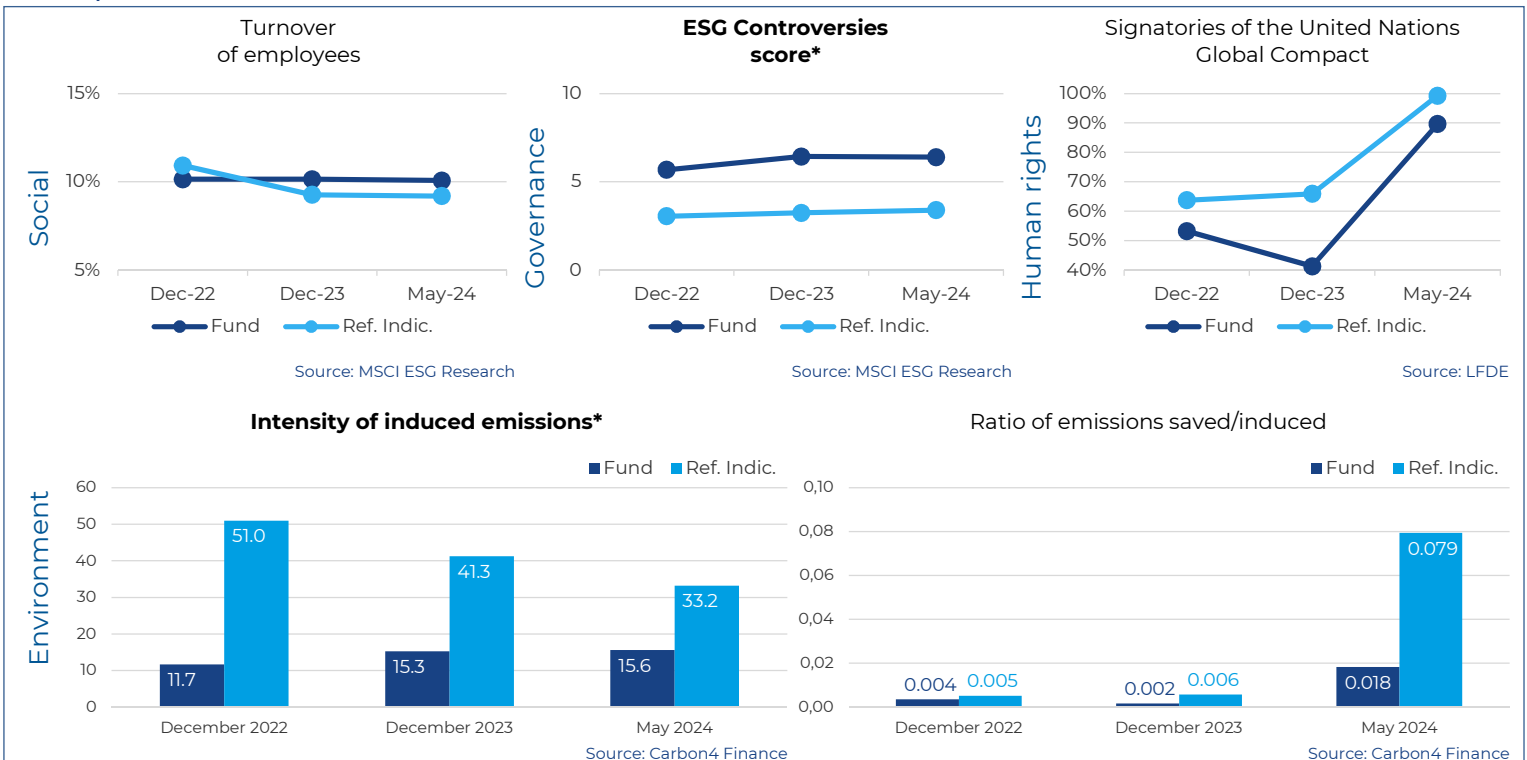 Turnover
of employees
15%
10%
5%
Social
Dec-22 Dec-23 May-24
Fund Ref. Indic.
Source: MSCI ESG Research
ESG Controversies
score*
10
5
0
Governance
Dec-22 Dec-23 May-24
Fund Ref. Indic.
Source: MSCI ESG Research
Signatories of the United Nations
Global Compact
100%
90%
80%
70%
60%
50%
40%
Human rights
Dec-22 Dec-23 May-24
Fund Ref. Indic.
Source: LFDE
Intensity of induced emissions*
Fund Ref. Indic.
60
50
40
30
20
10
0
Environment
51.0
41.3
33.2
11.7
15.3
15.6
December 2022 December 2023 May 2024
Source: Carbon4 Finance
Ratio of emissions saved/induced
Fund Ref. Indic.
0,10
0,08
0,06
0,04
0,02
0,00
0.004 0.005
0.002 0.006
0.018 0.079
December 2022 December 2023 May 2024
Source: Carbon4 Finance